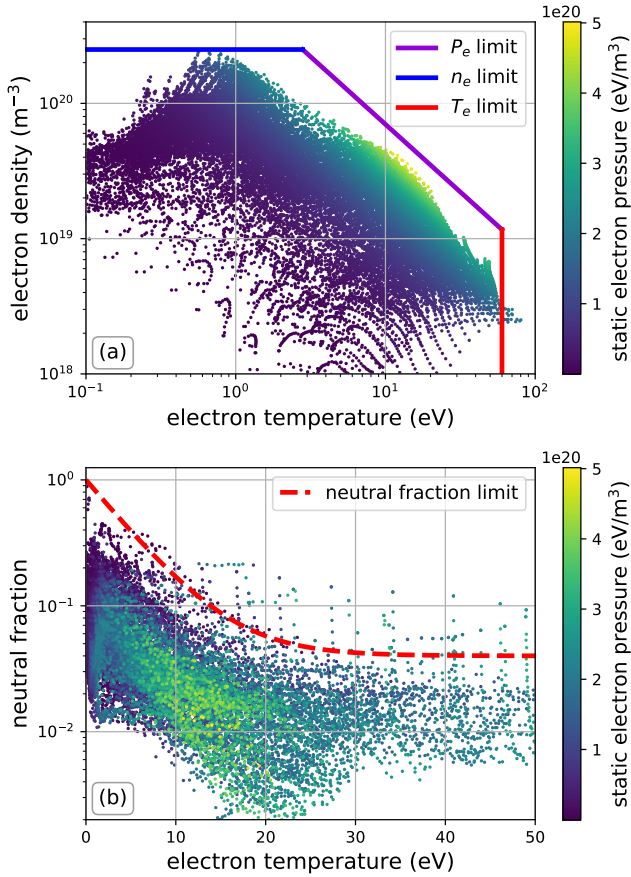 1e20
P_e limit
n_e limit
T_e limit
electron density (m⁻³)
10²⁰
10¹⁹
10¹⁸
(a)
10⁻¹ 10⁰ 10¹ 10²
electron temperature (eV)
5
4
3
2
1
static electron pressure (eV/m³)
1e20
neutral fraction limit
neutral fraction
10⁰
10⁻¹
10⁻²
(b)
0 10 20 30 40 50
electron temperature (eV)
5
4
3
2
1
static electron pressure (eV/m³)